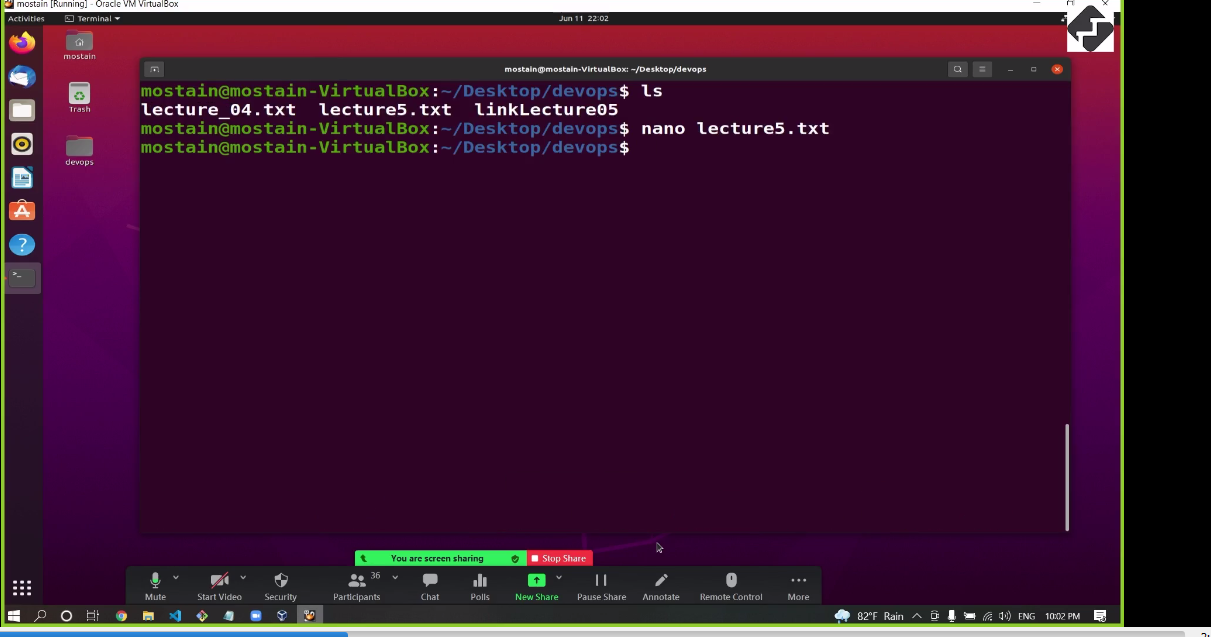 mostain [Running] - Oracle VM VirtualBox
Activities Terminal Jun 11 22:02
mostain
Trash
devops
mostain@mostain-VirtualBox: ~/Desktop/devops
mostain@mostain-VirtualBox:~/Desktop/devops$ ls
lecture_04.txt lecture5.txt linkLecture05
mostain@mostain-VirtualBox:~/Desktop/devops$ nano lecture5.txt
mostain@mostain-VirtualBox:~/Desktop/devops$
You are screen sharing Stop Share
36
Mute Start Video Security Participants Chat Polls New Share Pause Share Annotate Remote Control More
82°F Rain ENG 10:02 PM